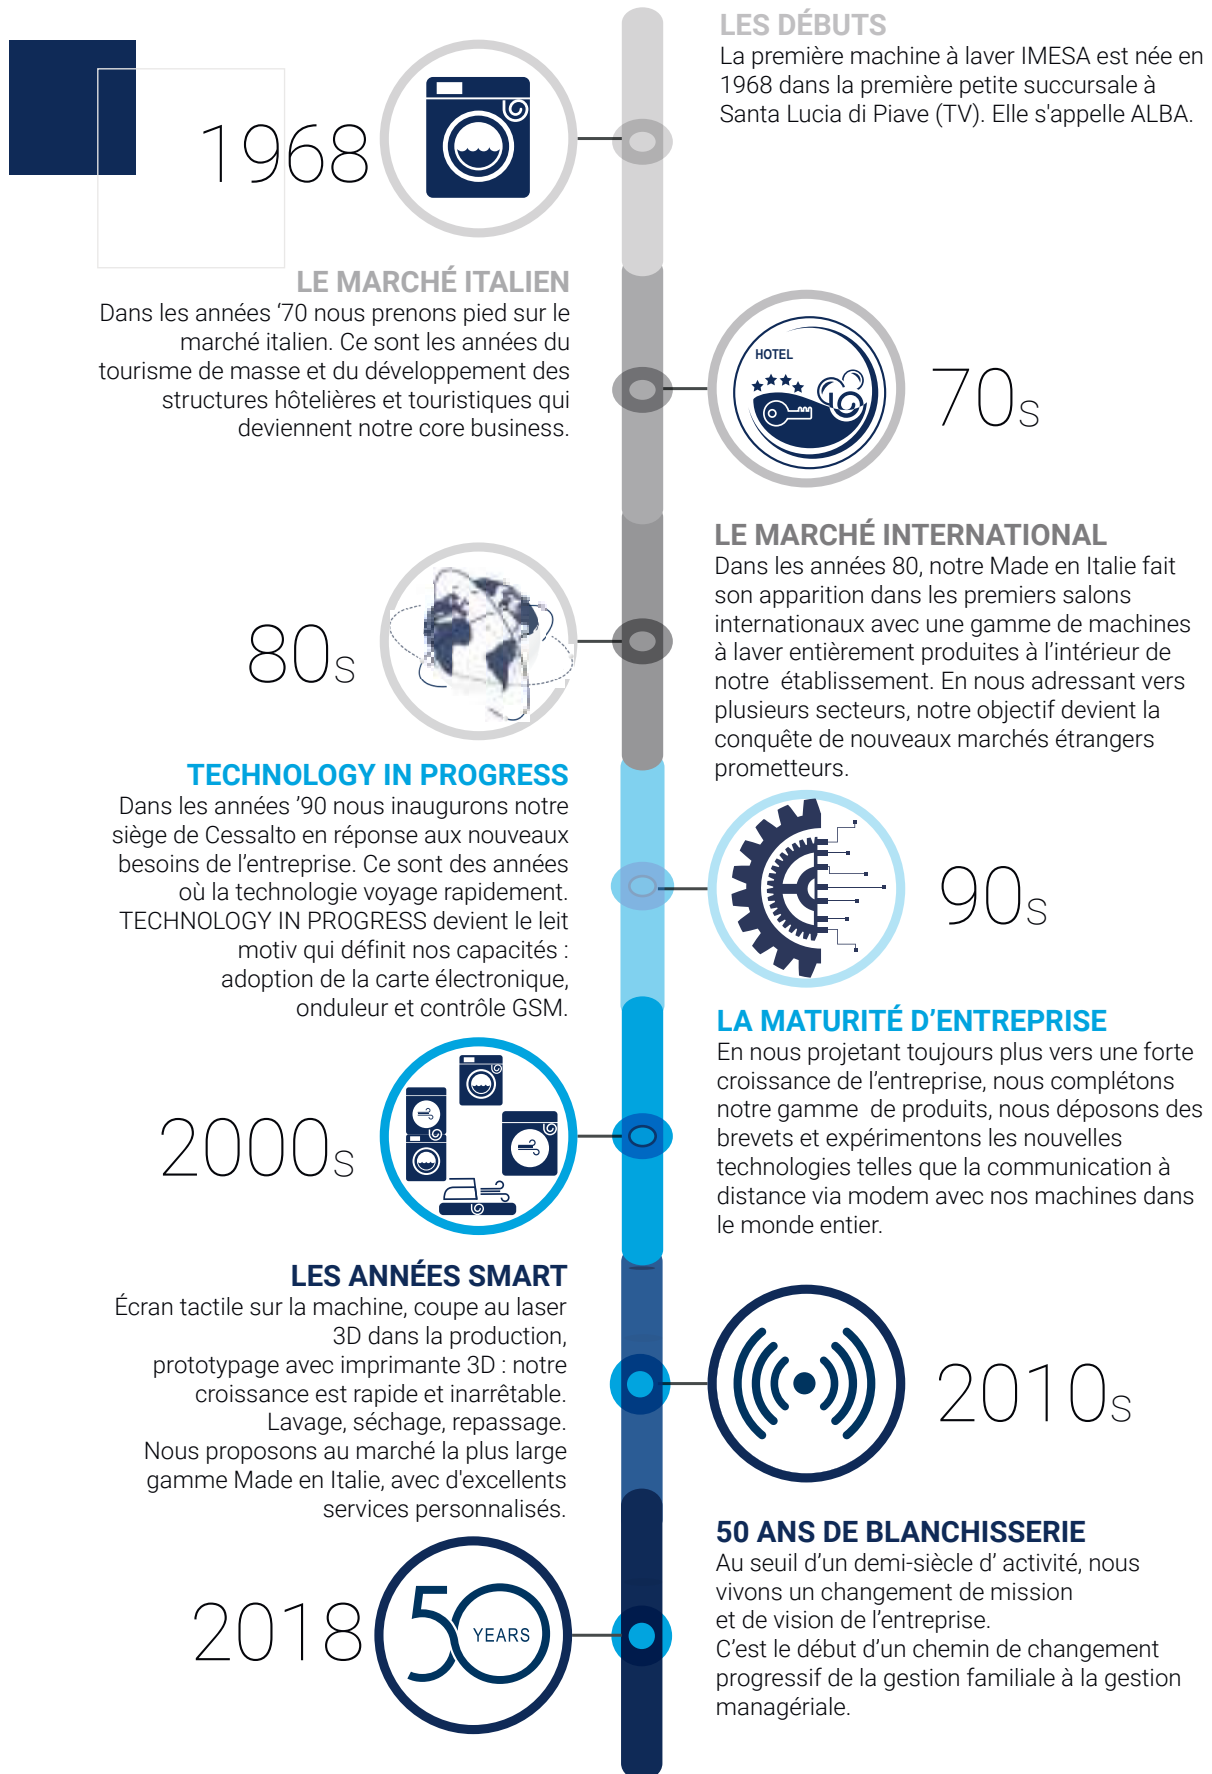 LES DÉBUTS
La première machine à laver IMESA est née en
1968 dans la première petite succursale à
Santa Lucia di Piave (TV). Elle s'appelle ALBA.
1968
LE MARCHÉ ITALIEN
Dans les années ‘70 nous prenons pied sur le
marché italien. Ce sont les années du
tourisme de masse et du développement des
structures hôtelières et touristiques qui
deviennent notre core business.
HOTEL
70s
LE MARCHÉ INTERNATIONAL
Dans les années 80, notre Made en Italie fait
son apparition dans les premiers salons
internationaux avec une gamme de machines
à laver entièrement produites à l’intérieur de
notre établissement. En nous adressant vers
plusieurs secteurs, notre objectif devient la
conquête de nouveaux marchés étrangers
prometteurs.
80s
TECHNOLOGY IN PROGRESS
Dans les années ’90 nous inaugurons notre
siège de Cessalto en réponse aux nouveaux
besoins de l’entreprise. Ce sont des années
où la technologie voyage rapidement.
TECHNOLOGY IN PROGRESS devient le leit
motiv qui définit nos capacités :
adoption de la carte électronique,
onduleur et contrôle GSM.
90s
LA MATURITÉ D’ENTREPRISE
En nous projetant toujours plus vers une forte
croissance de l’entreprise, nous complétons
notre gamme de produits, nous déposons des
brevets et expérimentons les nouvelles
technologies telles que la communication à
distance via modem avec nos machines dans
le monde entier.
2000s
LES ANNÉES SMART
Écran tactile sur la machine, coupe au laser
3D dans la production,
prototypage avec imprimante 3D : notre
croissance est rapide et inarrêtable.
Lavage, séchage, repassage.
Nous proposons au marché la plus large
gamme Made en Italie, avec d'excellents
services personnalisés.
2010s
50 ANS DE BLANCHISSERIE
Au seuil d’un demi-siècle d’ activité, nous
vivons un changement de mission
et de vision de l’entreprise.
C’est le début d’un chemin de changement
progressif de la gestion familiale à la gestion
managériale.
2018
50 YEARS